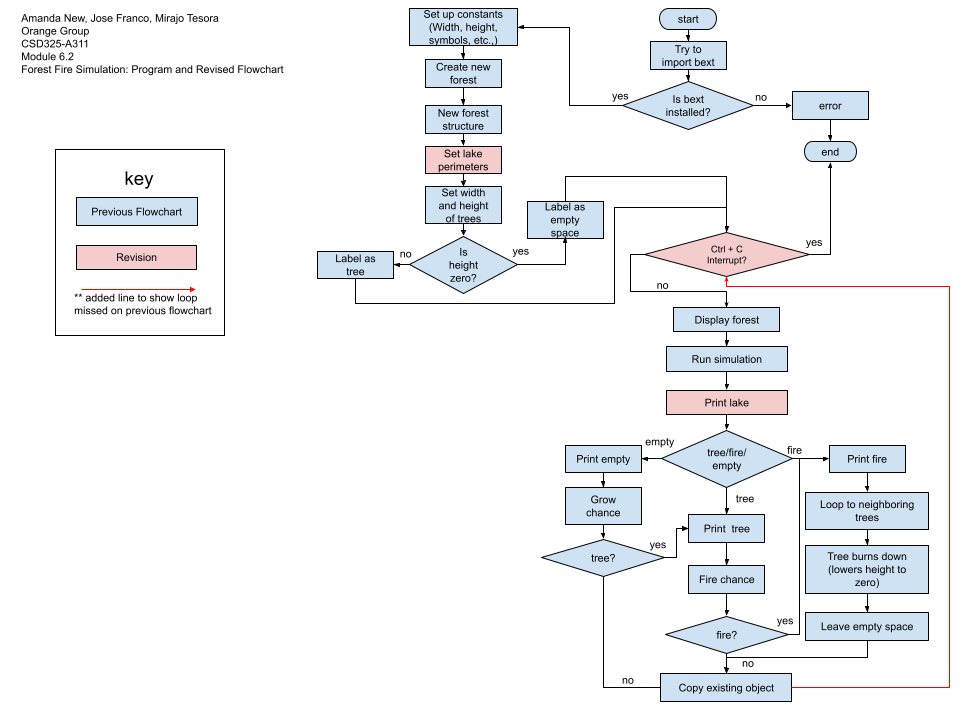 Amanda New, Jose Franco, Mirajo Tesora
Orange Group
CSD325-A311
Module 6.2
Forest Fire Simulation: Program and Revised Flowchart
key
Previous Flowchart
Revision
** added line to show loop
missed on previous flowchart
start
Try to
import bext
Is bext
installed?
yes
no
error
end
Set up constants
(Width, height,
symbols, etc.,)
Create new
forest
New forest
structure
Set lake
perimeters
Set width
and height
of trees
Is
height
zero?
no
yes
Label as
tree
Label as
empty
space
Ctrl + C
Interrupt?
yes
no
Display forest
Run simulation
Print lake
tree/fire/
empty
empty
fire
tree
Print empty
Grow
chance
tree?
yes
no
Print  tree
Fire chance
fire?
yes
no
Print fire
Loop to neighboring
trees
Tree burns down
(lowers height to
zero)
Leave empty space
Copy existing object